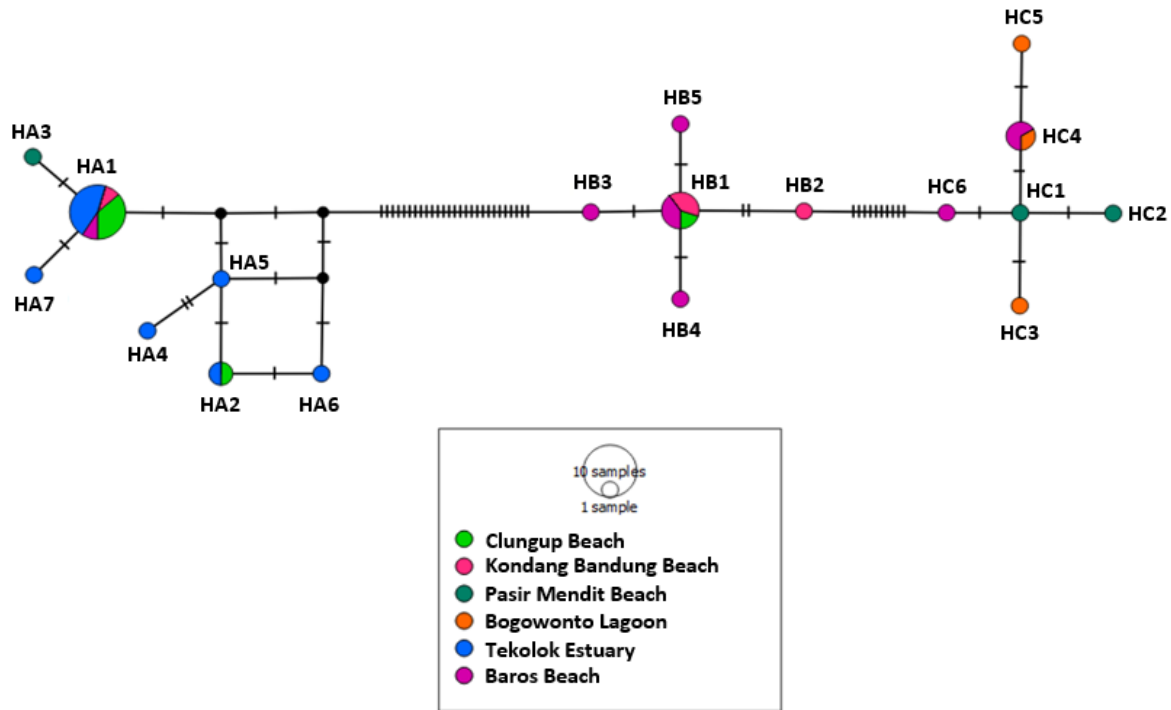 HC5
HA3
HB5
HC4
HA1
HB3
HB1
HB2
HC6
HC1
HC2
HA5
HA7
HB4
HC3
HA4
HA2
HA6
10 samples
1 sample
Clungup Beach
Kondang Bandung Beach
Pasir Mendit Beach
Bogowonto Lagoon
Tekolok Estuary
Baros Beach